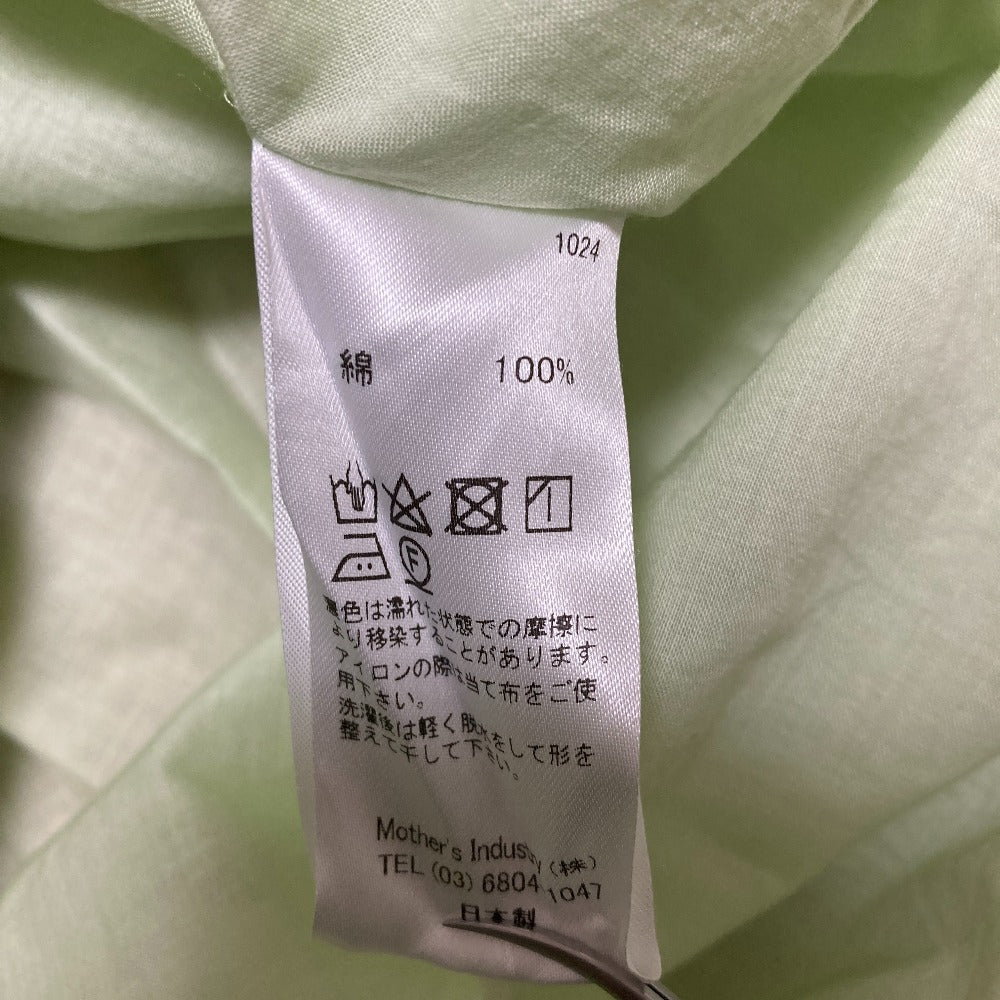 1024
綿 100%
F
濃色は濡れた状態での摩擦に
より移染することがあります。
アイロンの際は当て布をご使
用下さい。
洗濯後は軽く脱水をして形を
整えて干して下さい。
Mother's Industry (株)
TEL (03) 6804 1047
日本製